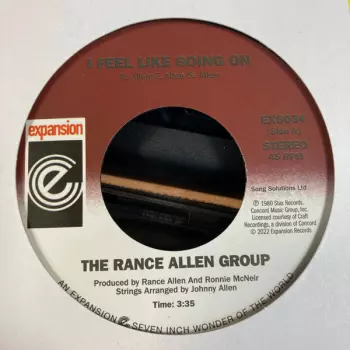 I FEEL LIKE GOING ON
EXS034
(Side A)
STEREO
45 RPM
expansion
e
Song Solutions Ltd
℗ 1980 Stax Records,
Concord Music Group, Inc.
Licensed courtesy of Craft
Recordings, a division of Concord
© 2022 Expansion Records
THE RANCE ALLEN GROUP
Produced by Rance Allen And Ronnie McNeir
Strings Arranged by Johnny Allen
Time: 3:35
AN EXPANSION e SEVEN INCH WONDER OF THE WORLD